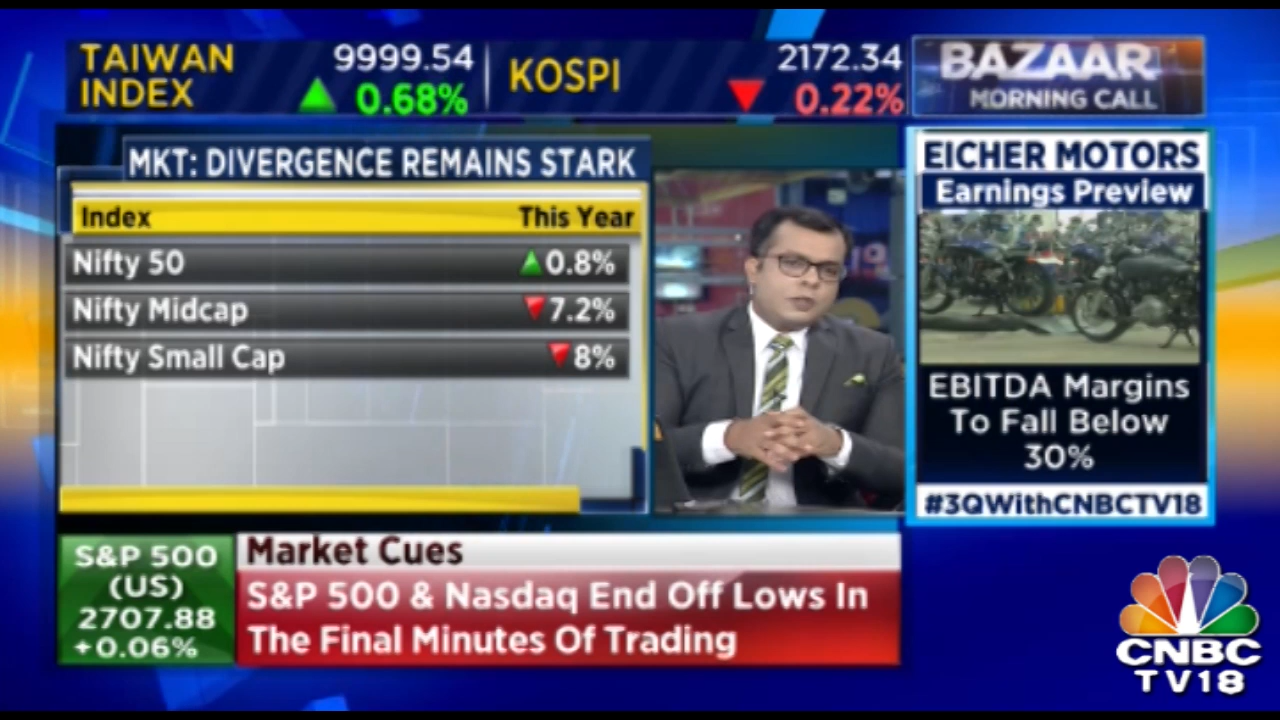 TAIWAN INDEX
9999.54
▲ 0.68%
KOSPI
2172.34
▼ 0.22%
BAZAAR
MORNING CALL
MKT: DIVERGENCE REMAINS STARK
Index This Year
Nifty 50 ▲0.8%
Nifty Midcap ▼7.2%
Nifty Small Cap ▼8%
EICHER MOTORS
Earnings Preview
EBITDA Margins
To Fall Below
30%
#3QWithCNBCTV18
S&P 500
(US)
2707.88
+0.06%
Market Cues
S&P 500 & Nasdaq End Off Lows In
The Final Minutes Of Trading
CNBC
TV18